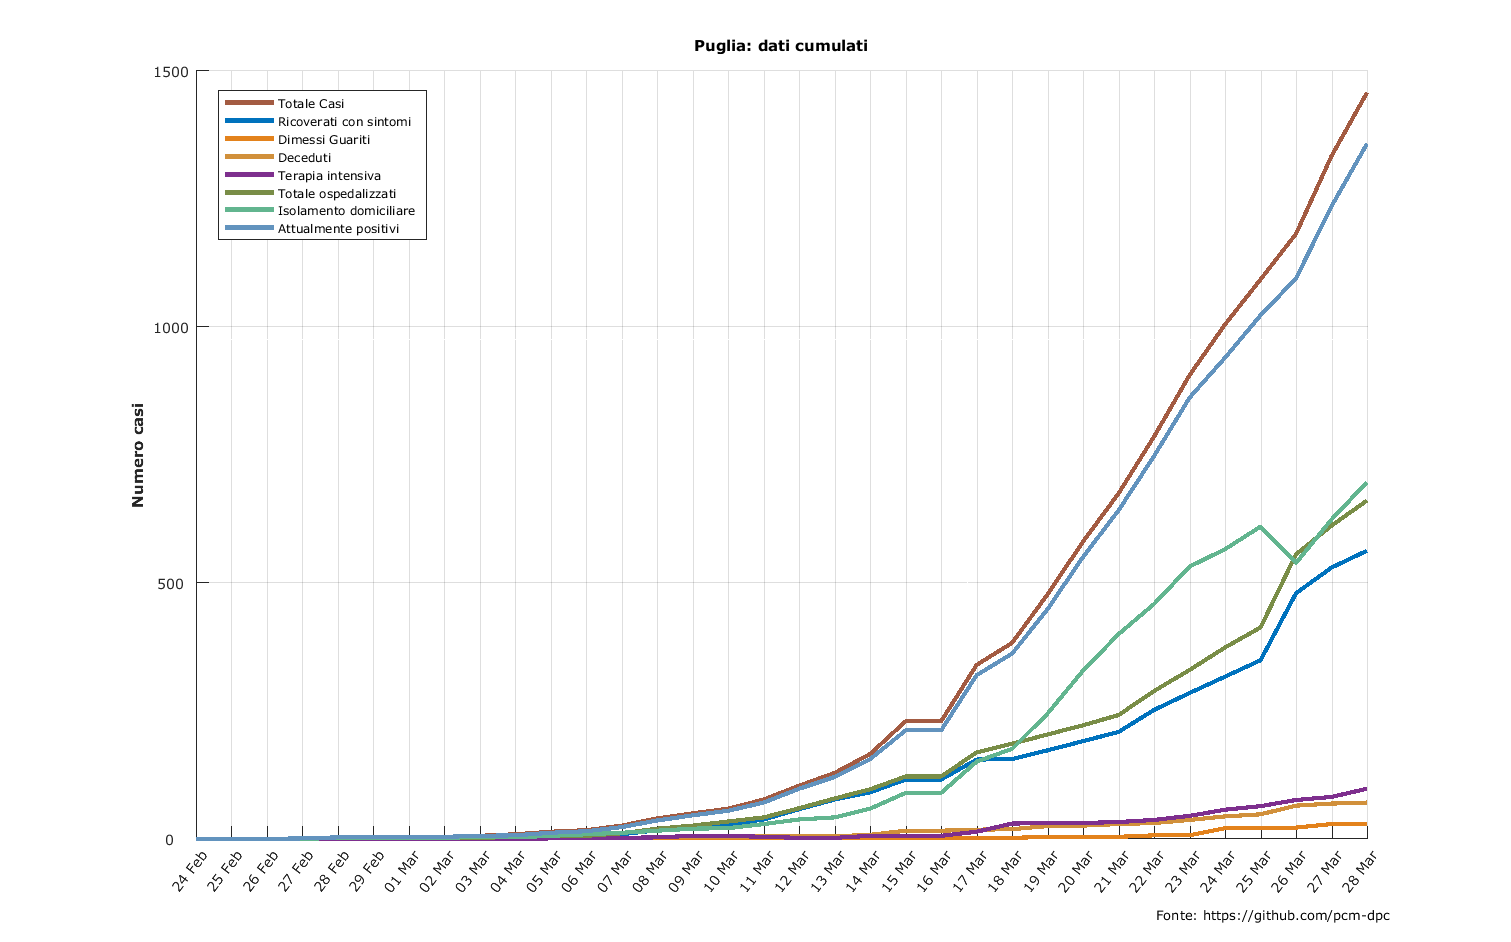 Puglia: dati cumulati
1500
1000
500
0
Numero casi
Totale Casi
Ricoverati con sintomi
Dimessi Guariti
Deceduti
Terapia intensiva
Totale ospedalizzati
Isolamento domiciliare
Attualmente positivi
24 Feb
25 Feb
26 Feb
27 Feb
28 Feb
29 Feb
01 Mar
02 Mar
03 Mar
04 Mar
05 Mar
06 Mar
07 Mar
08 Mar
09 Mar
10 Mar
11 Mar
12 Mar
13 Mar
14 Mar
15 Mar
16 Mar
17 Mar
18 Mar
19 Mar
20 Mar
21 Mar
22 Mar
23 Mar
24 Mar
25 Mar
26 Mar
27 Mar
28 Mar
Fonte: https://github.com/pcm-dpc